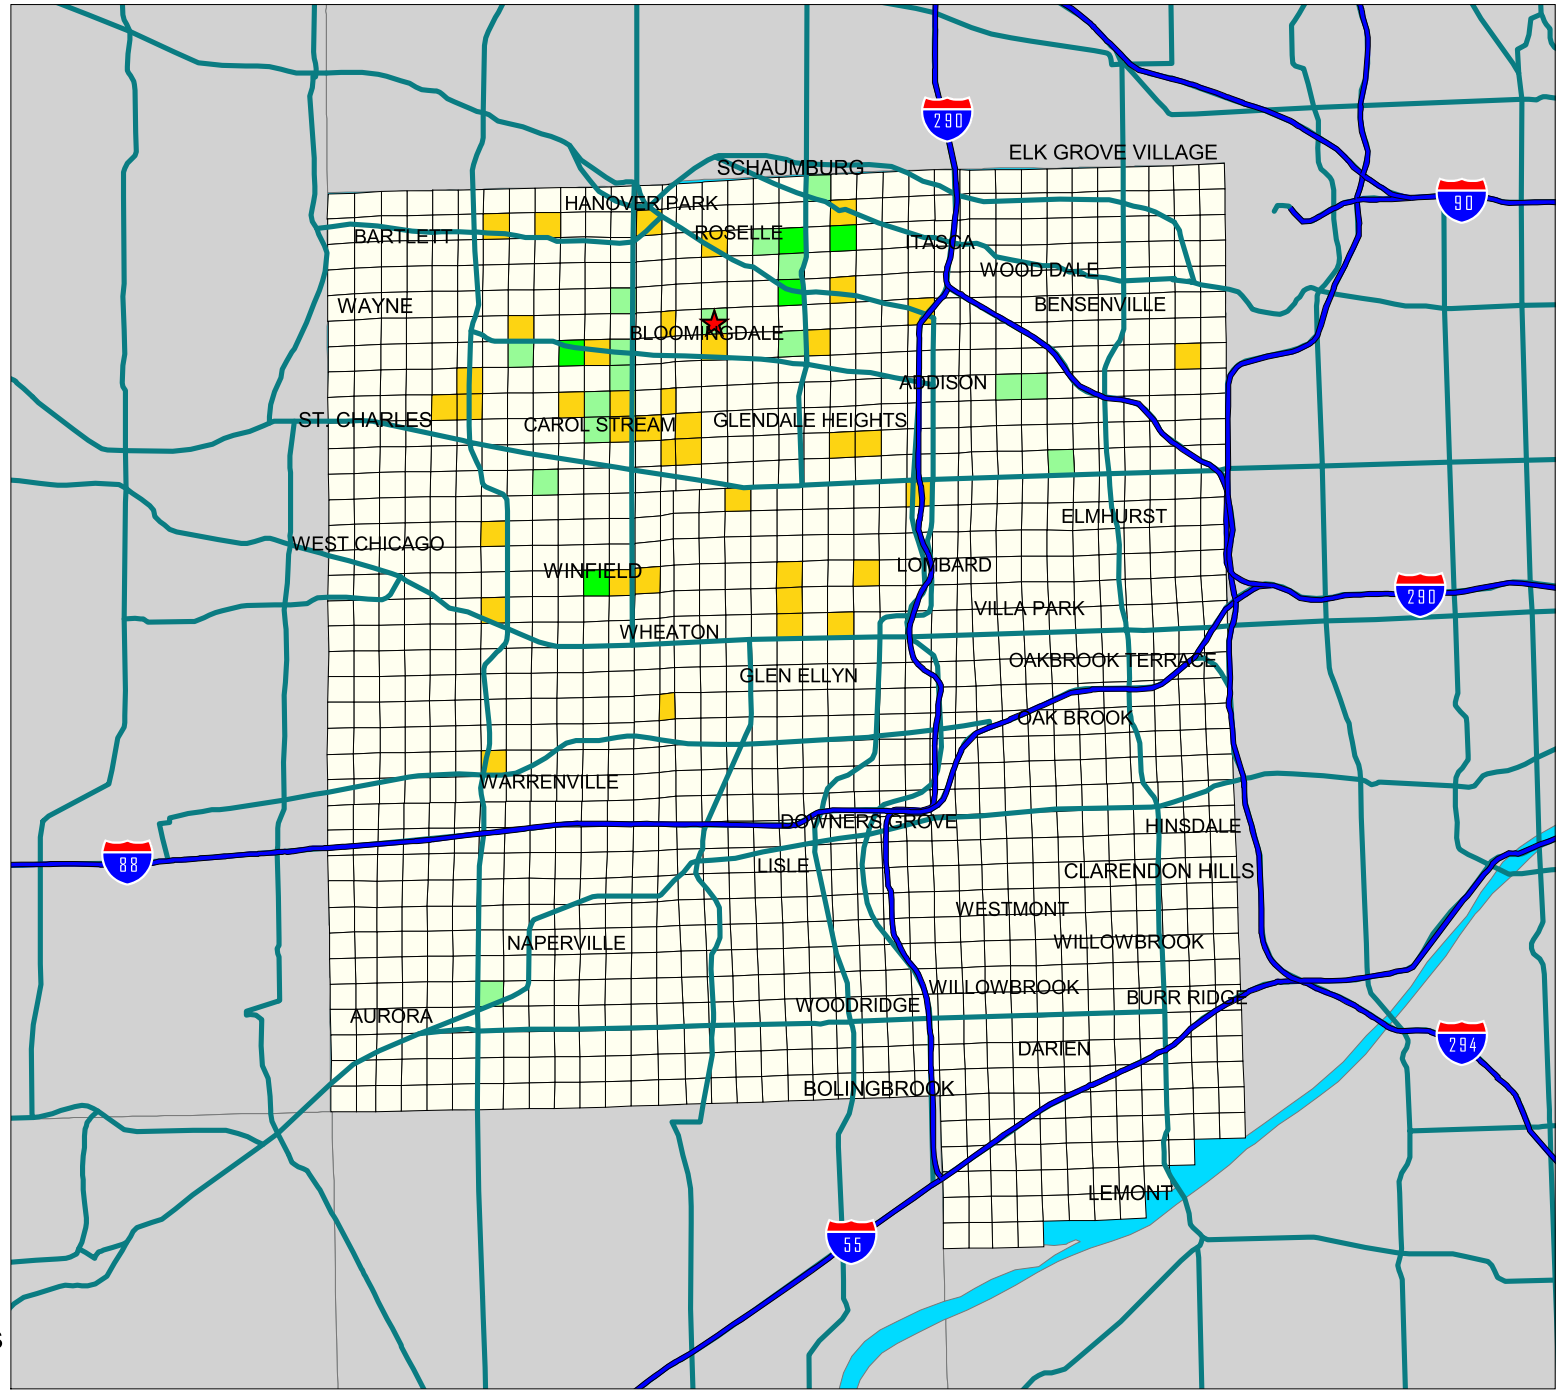 290
ELK GROVE VILLAGE
SCHAUMBURG
90
HANOVER PARK
ROSELLE
BARTLETT
ITASCA
WOOD DALE
WAYNE
BENSENVILLE
BLOOMINGDALE
ADDISON
ST. CHARLES
CAROL STREAM
GLENDALE HEIGHTS
ELMHURST
WEST CHICAGO
WINFIELD
LOMBARD
290
VILLA PARK
WHEATON
OAKBROOK TERRACE
GLEN ELLYN
OAK BROOK
WARRENVILLE
DOWNERS GROVE
HINSDALE
88
LISLE
CLARENDON HILLS
WESTMONT
NAPERVILLE
WILLOWBROOK
WILLOWBROOK
BURR RIDGE
WOODRIDGE
AURORA
294
DARIEN
BOLINGBROOK
LEMONT
55